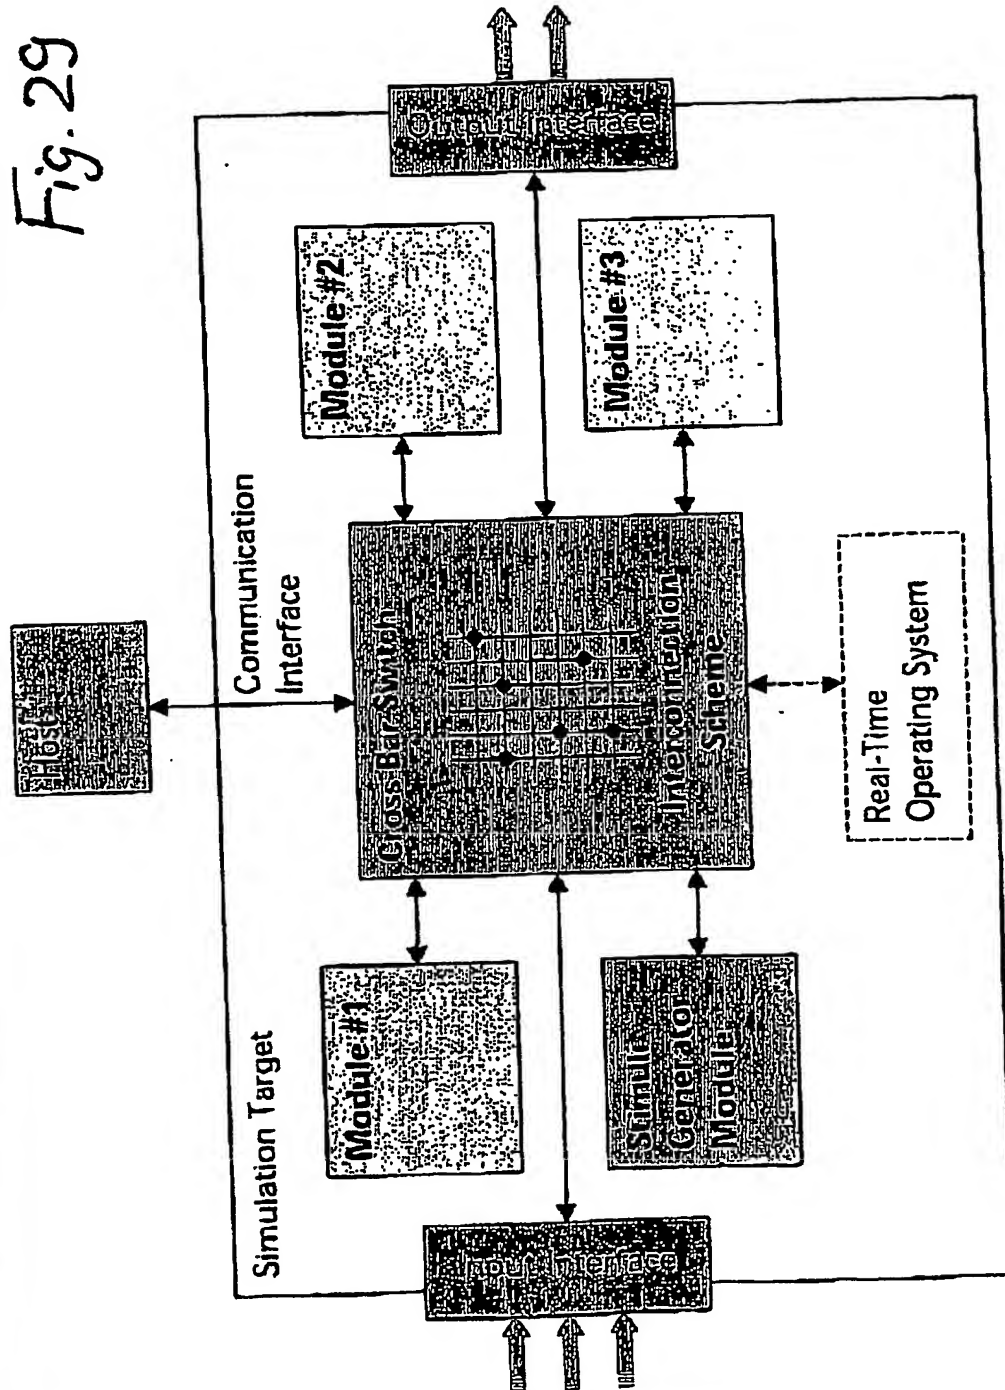 Fig. 29
Host
Simulation Target
Communication
Interface
Input Interface
Module #1
Stimuli
Generator
Module
Cross Bar Switch
Interconnection
Scheme
Module #2
Module #3
Output Interface
Real-Time
Operating System